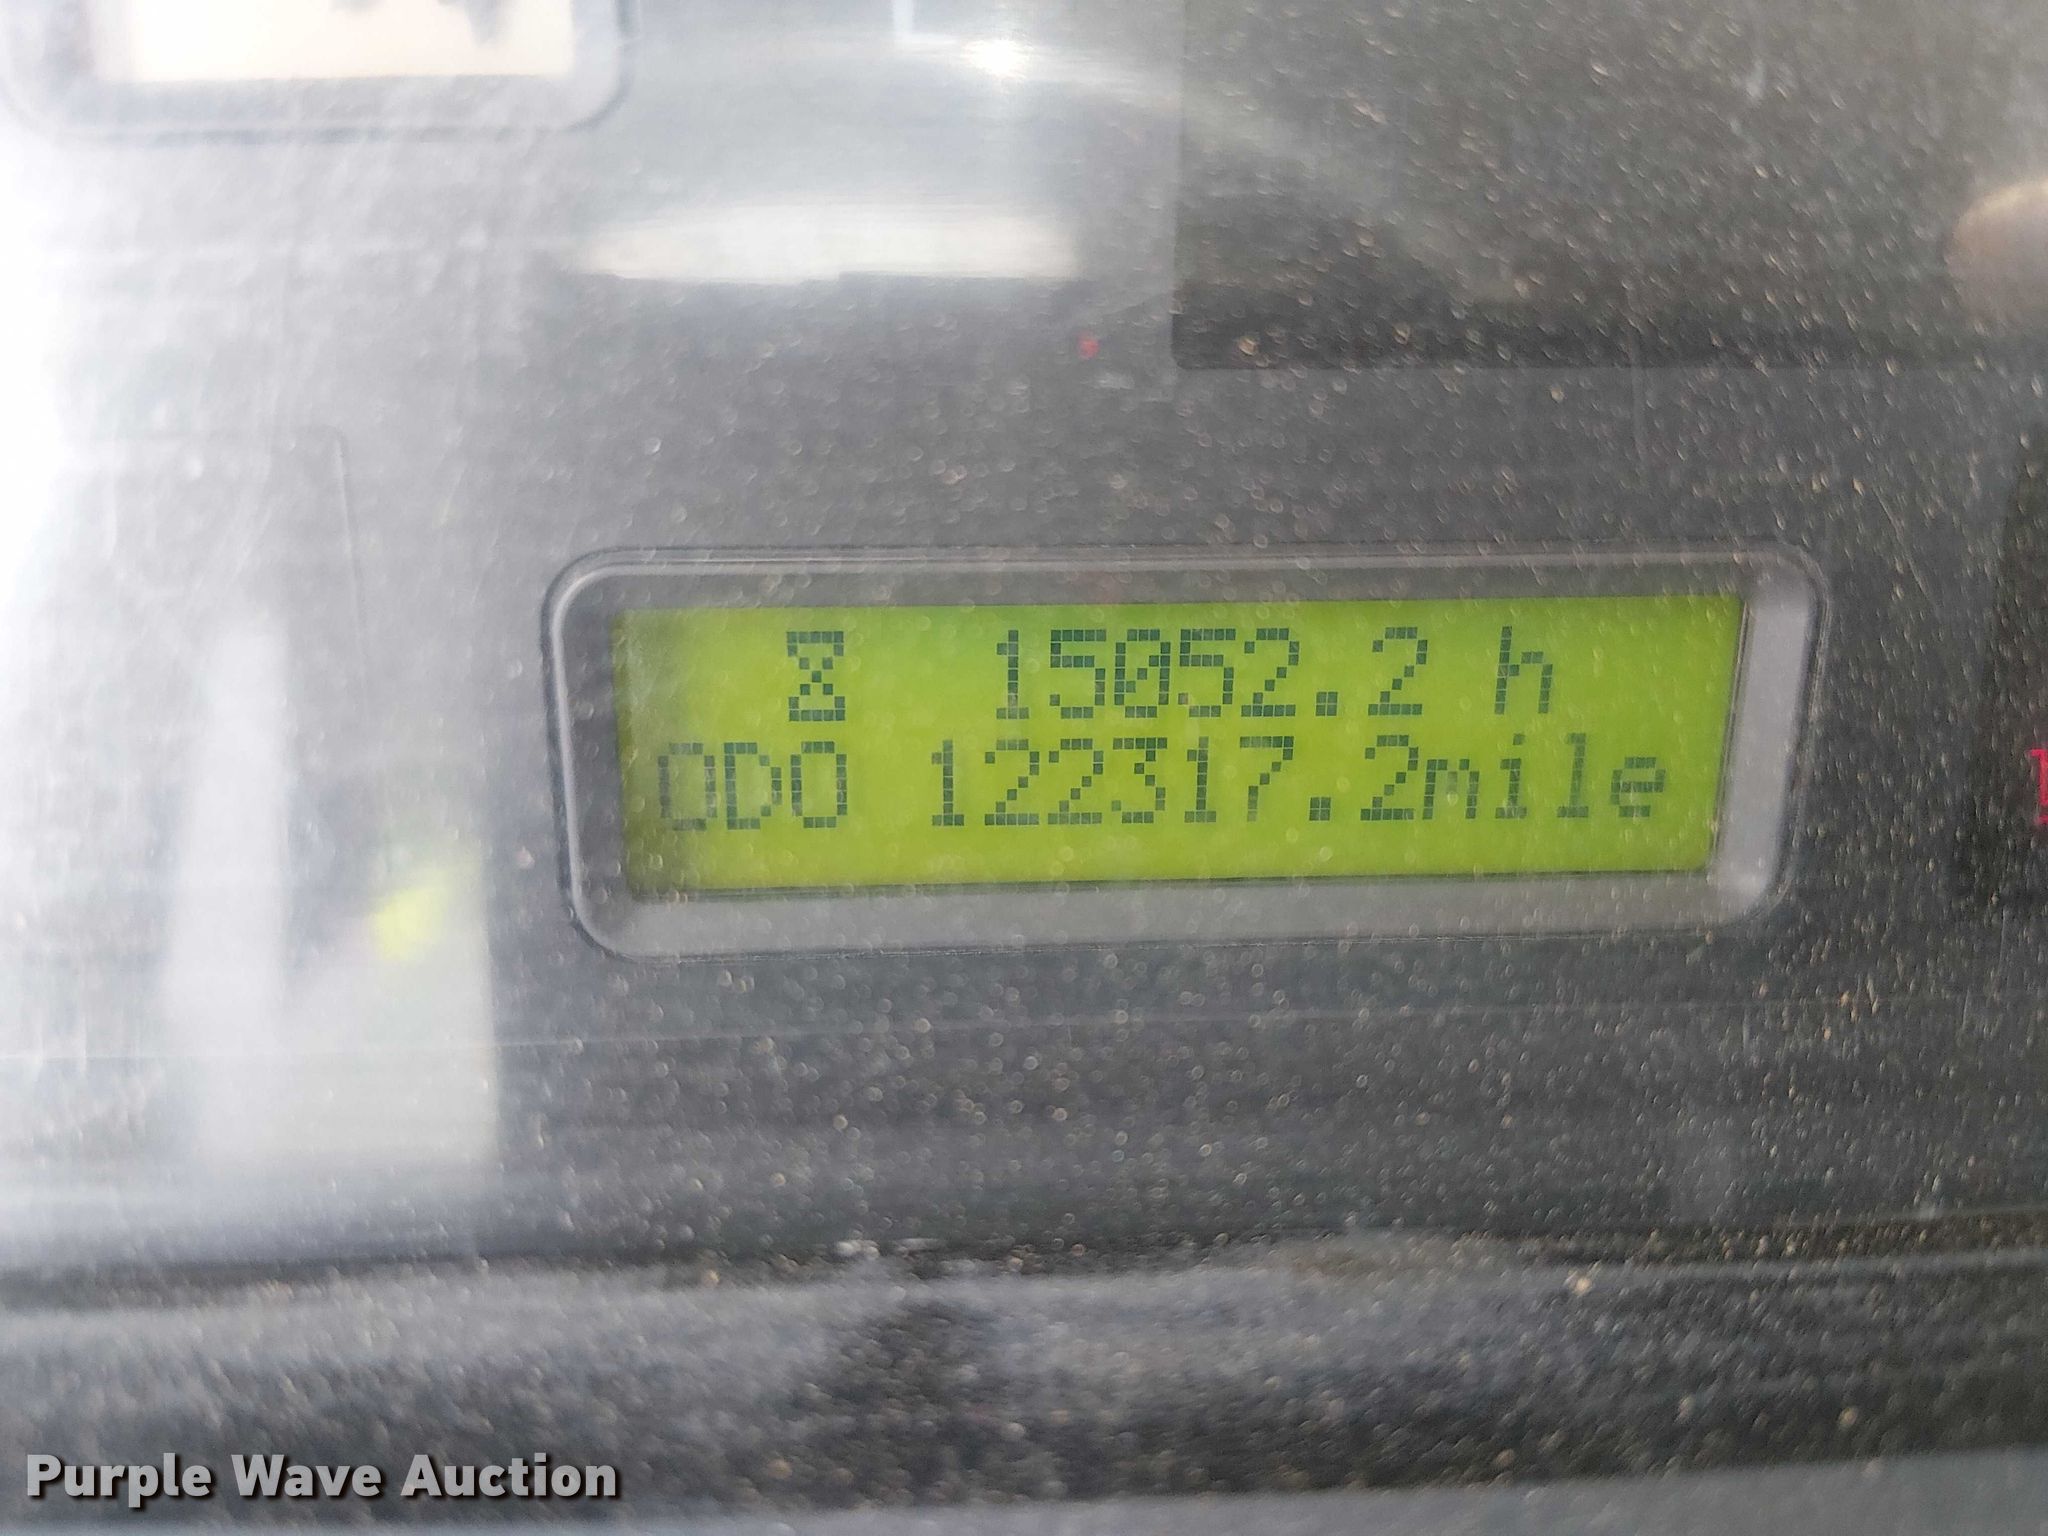 15052.2 h
ODO 122317.2mile
Purple Wave Auction